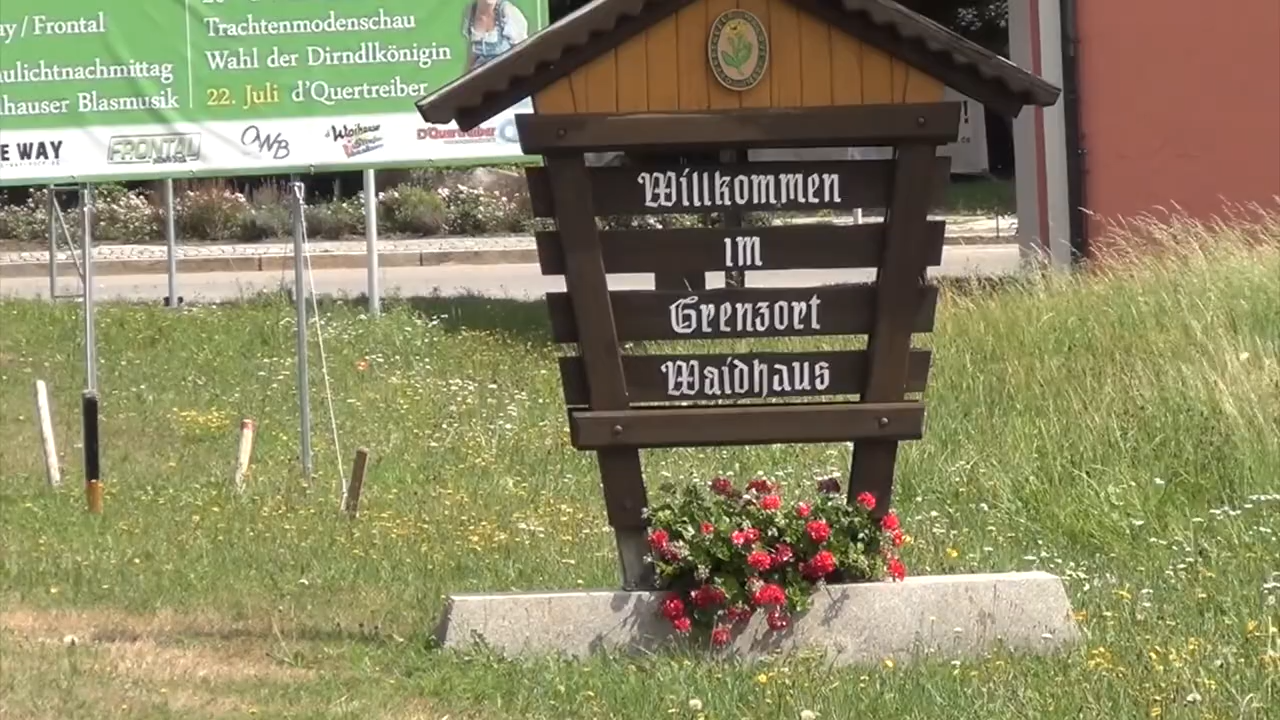 ay / Frontal
ulichtnachmittag
hauser Blasmusik
Trachtenmodenschau
Wahl der Dirndlkönigin
22. Juli d'Quertreiber
E WAY
FRONTAL
OWB
D'Quertreiber
Willkommen
IM
Grenzort
Waidhaus